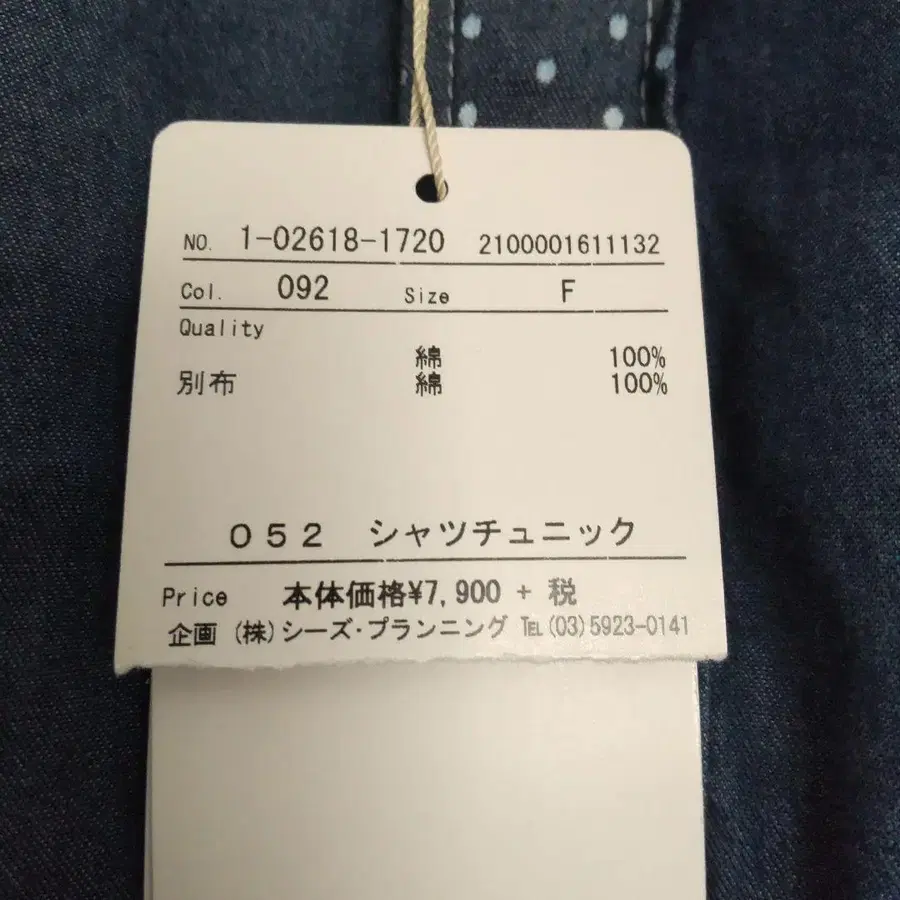 NO. 1-02618-1720 2100001611132
Col. 092 Size F
Quality
綿 100%
別布 綿 100%
052 シャツチュニック
Price 本体価格¥7,900 + 税
企画 (株)シーズ・プランニング ℡(03)5923-0141